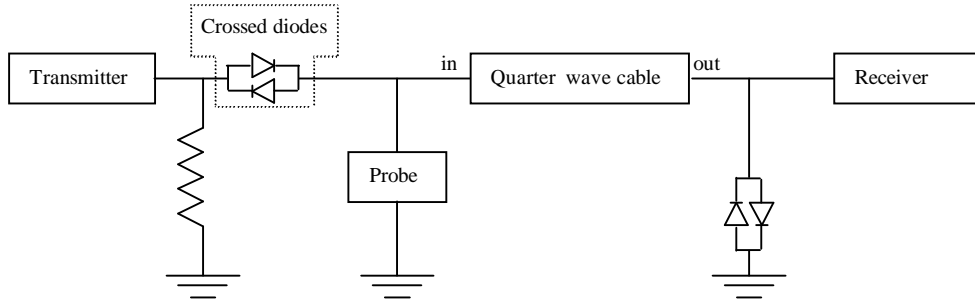 Crossed diodes
Transmitter
in
Quarter wave cable
out
Receiver
Probe